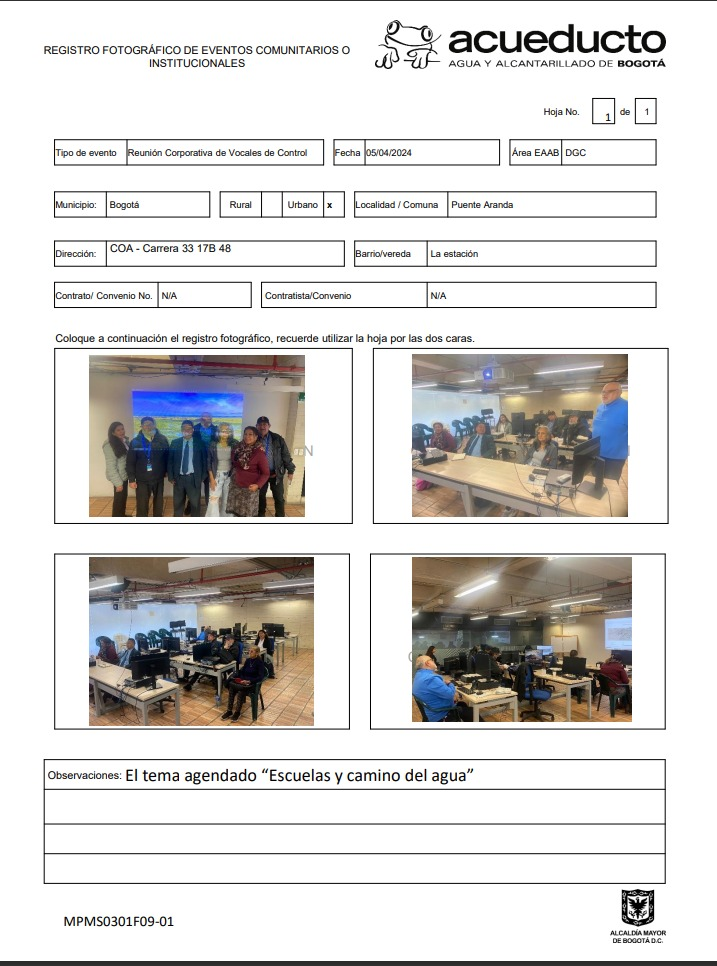 REGISTRO FOTOGRÁFICO DE EVENTOS COMUNITARIOS O
INSTITUCIONALES
acueducto
AGUA Y ALCANTARILLADO DE BOGOTÁ
Hoja No. 1 de 1
Tipo de evento Reunión Corporativa de Vocales de Control Fecha 05/04/2024 Área EAAB DGC
Municipio: Bogotá Rural Urbano x Localidad / Comuna Puente Aranda
Dirección: COA - Carrera 33 17B 48 Barrio/vereda La estación
Contrato/ Convenio No. N/A Contratista/Convenio N/A
Coloque a continuación el registro fotográfico, recuerde utilizar la hoja por las dos caras.
Observaciones: El tema agendado “Escuelas y camino del agua”
MPMS0301F09-01
ALCALDÍA MAYOR
DE BOGOTÁ D.C.